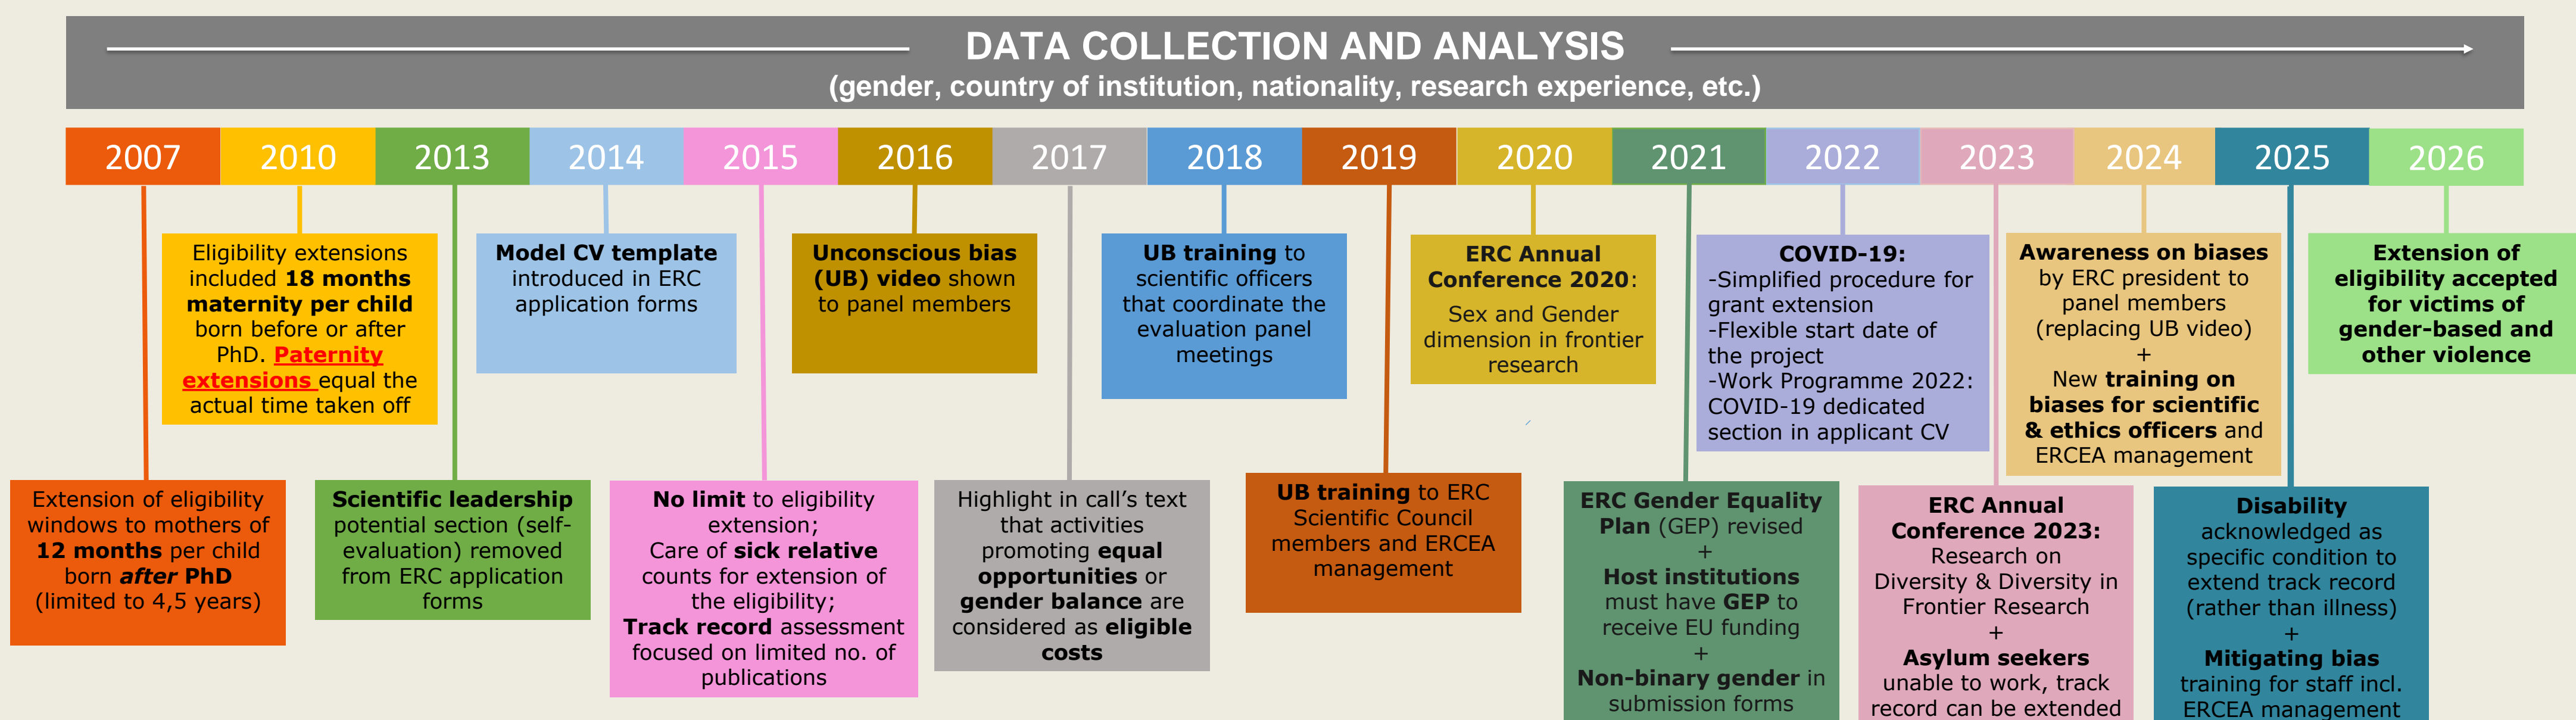 DATA COLLECTION AND ANALYSIS
(gender, country of institution, nationality, research experience, etc.)
2007
2010
2013
2014
2015
2016
2017
2018
2019
2020
2021
2022
2023
2024
2025
2026
Eligibility extensions
included 18 months
maternity per child
born before or after
PhD. Paternity
extensions equal the
actual time taken off
Model CV template
introduced in ERC
application forms
Unconscious bias
(UB) video shown
to panel members
UB training to
scientific officers
that coordinate the
evaluation panel
meetings
ERC Annual
Conference 2020:
Sex and Gender
dimension in frontier
research
COVID-19:
-Simplified procedure for
grant extension
-Flexible start date of
the project
-Work Programme 2022:
COVID-19 dedicated
section in applicant CV
Awareness on biases
by ERC president to
panel members
(replacing UB video)
+
New training on
biases for scientific
& ethics officers and
ERCEA management
Extension of
eligibility accepted
for victims of
gender-based and
other violence
Extension of eligibility
windows to mothers of
12 months per child
born after PhD
(limited to 4,5 years)
Scientific leadership
potential section (self-
evaluation) removed
from ERC application
forms
No limit to eligibility
extension;
Care of sick relative
counts for extension of
the eligibility;
Track record assessment
focused on limited no. of
publications
Highlight in call's text
that activities
promoting equal
opportunities or
gender balance are
considered as eligible
costs
UB training to ERC
Scientific Council
members and ERCEA
management
ERC Gender Equality
Plan (GEP) revised
+
Host institutions
must have GEP to
receive EU funding
+
Non-binary gender in
submission forms
ERC Annual
Conference 2023:
Research on
Diversity & Diversity in
Frontier Research
+
Asylum seekers
unable to work, track
record can be extended
Disability
acknowledged as
specific condition to
extend track record
(rather than illness)
+
Mitigating bias
training for staff incl.
ERCEA management